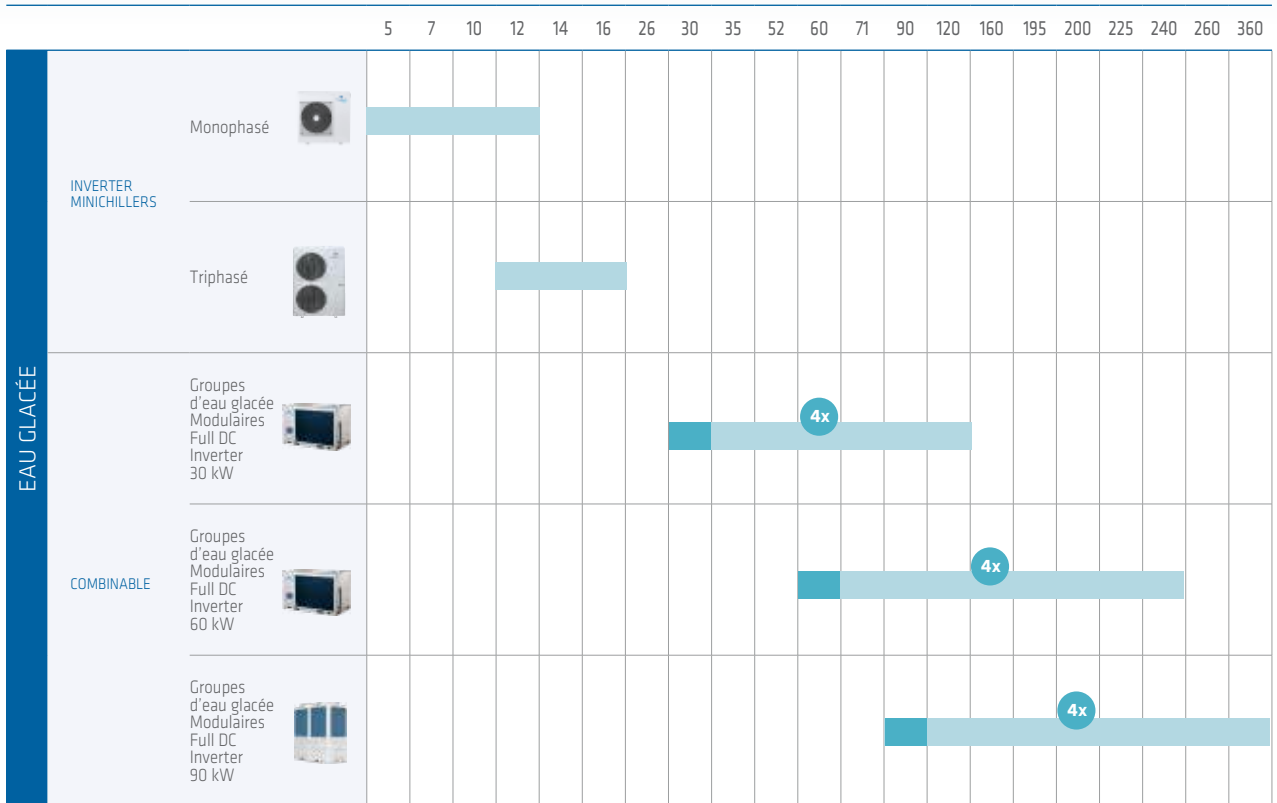 5 7 10 12 14 16 26 30 35 52 60 71 90 120 160 195 200 225 240 260 360
EAU GLACÉE
INVERTER
MINICHILLERS
Monophasé
Triphasé
COMBINABLE
Groupes
d'eau glacée
Modulaires
Full DC
Inverter
30 kW
4x
Groupes
d'eau glacée
Modulaires
Full DC
Inverter
60 kW
4x
Groupes
d'eau glacée
Modulaires
Full DC
Inverter
90 kW
4x